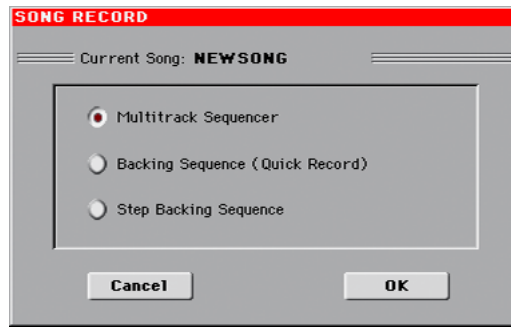 SONG RECORD
Current Song: NEWSONG
Multitrack Sequencer
Backing Sequence (Quick Record)
Step Backing Sequence
Cancel OK